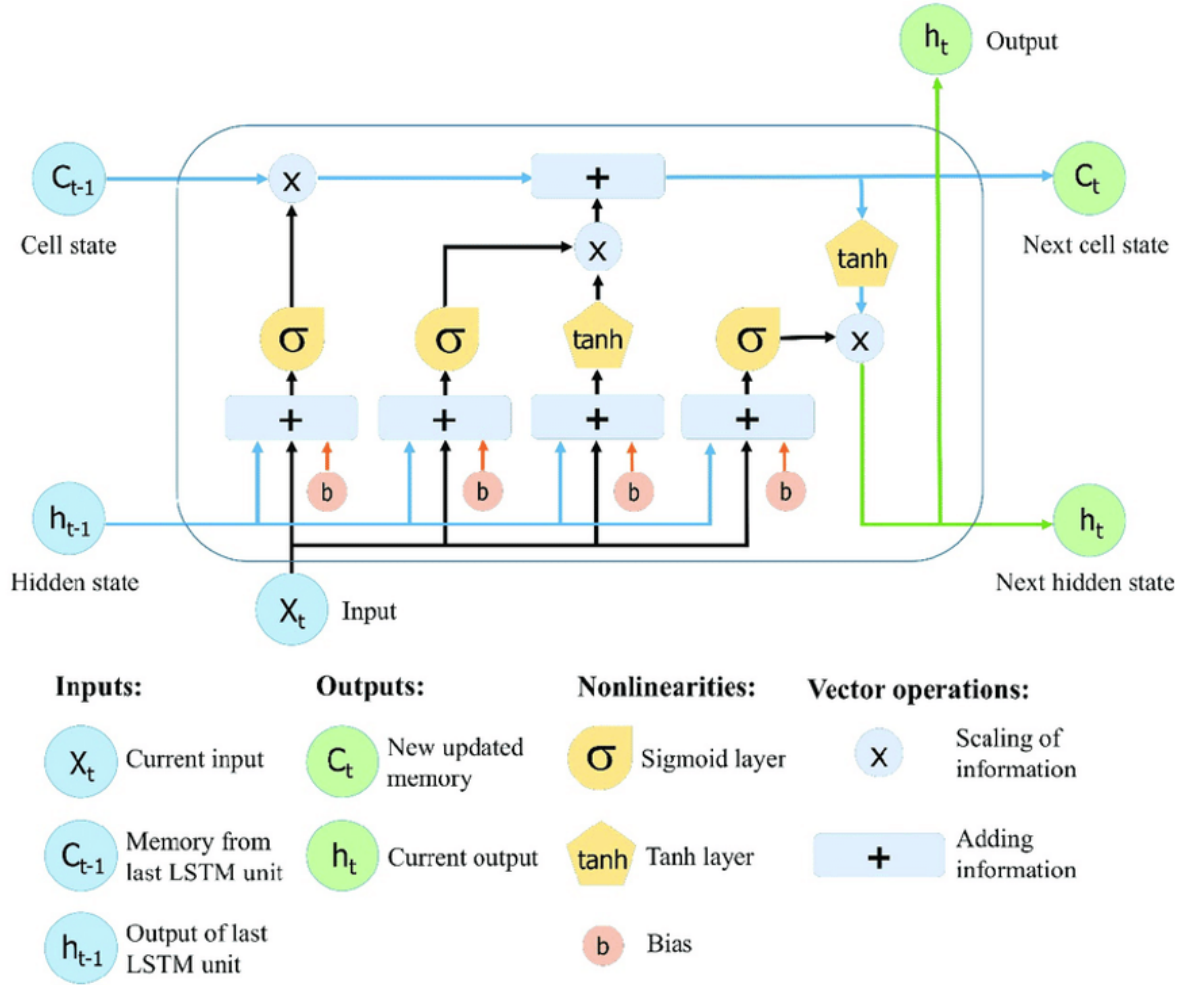 hₜ Output
Cₜ₋₁ x + Cₜ
Cell state Next cell state
x tanh
σ σ tanh σ x
+ + + +
b b b b
hₜ₋₁ hₜ
Hidden state Next hidden state
Xₜ Input
Inputs: Outputs: Nonlinearities: Vector operations:
Xₜ Current input
Cₜ₋₁ Memory from
last LSTM unit
hₜ₋₁ Output of last
LSTM unit
Cₜ New updated
memory
hₜ Current output
σ Sigmoid layer
tanh Tanh layer
b Bias
x Scaling of
information
+ Adding
information